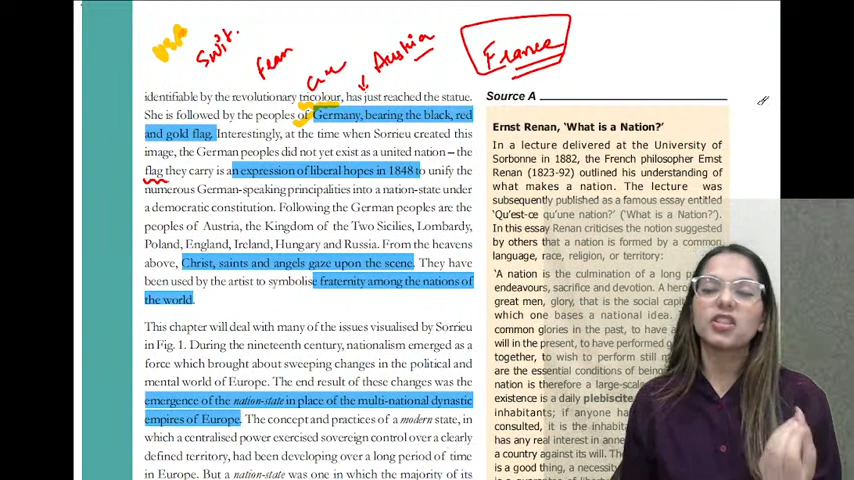 USA
Swit.
Fran
Austria
France
identifiable by the revolutionary tricolour, has just reached the statue.
She is followed by the peoples of Germany, bearing the black, red
and gold flag. Interestingly, at the time when Sorrieu created this
image, the German peoples did not yet exist as a united nation – the
flag they carry is an expression of liberal hopes in 1848 to unify the
numerous German-speaking principalities into a nation-state under
a democratic constitution. Following the German peoples are the
peoples of Austria, the Kingdom of the Two Sicilies, Lombardy,
Poland, England, Ireland, Hungary and Russia. From the heavens
above, Christ, saints and angels gaze upon the scene. They have
been used by the artist to symbolise fraternity among the nations of
the world.
This chapter will deal with many of the issues visualised by Sorrieu
in Fig. 1. During the nineteenth century, nationalism emerged as a
force which brought about sweeping changes in the political and
mental world of Europe. The end result of these changes was the
emergence of the nation-state in place of the multi-national dynastic
empires of Europe. The concept and practices of a modern state, in
which a centralised power exercised sovereign control over a clearly
defined territory, had been developing over a long period of time
in Europe. But a nation-state was one in which the majority of its
Source A
Ernst Renan, ‘What is a Nation?’
In a lecture delivered at the University of
Sorbonne in 1882, the French philosopher Ernst
Renan (1823-92) outlined his understanding of
what makes a nation. The lecture was
subsequently published as a famous essay entitled
‘Qu’est-ce qu’une nation?’ (‘What is a Nation?’).
In this essay Renan criticises the notion suggested
by others that a nation is formed by a common
language, race, religion, or territory:
‘A nation is the culmination of a long p
endeavours, sacrifice and devotion. A hero
great men, glory, that is the social capit
which one bases a national idea.
common glories in the past, to have a
will in the present, to have performed g
together, to wish to perform still m
are the essential conditions of being
nation is therefore a large-scale
existence is a daily plebiscite
inhabitants; if anyone ha
consulted, it is the inhabita
has any real interest in anne
a country against its will. The
is a good thing, a necessity